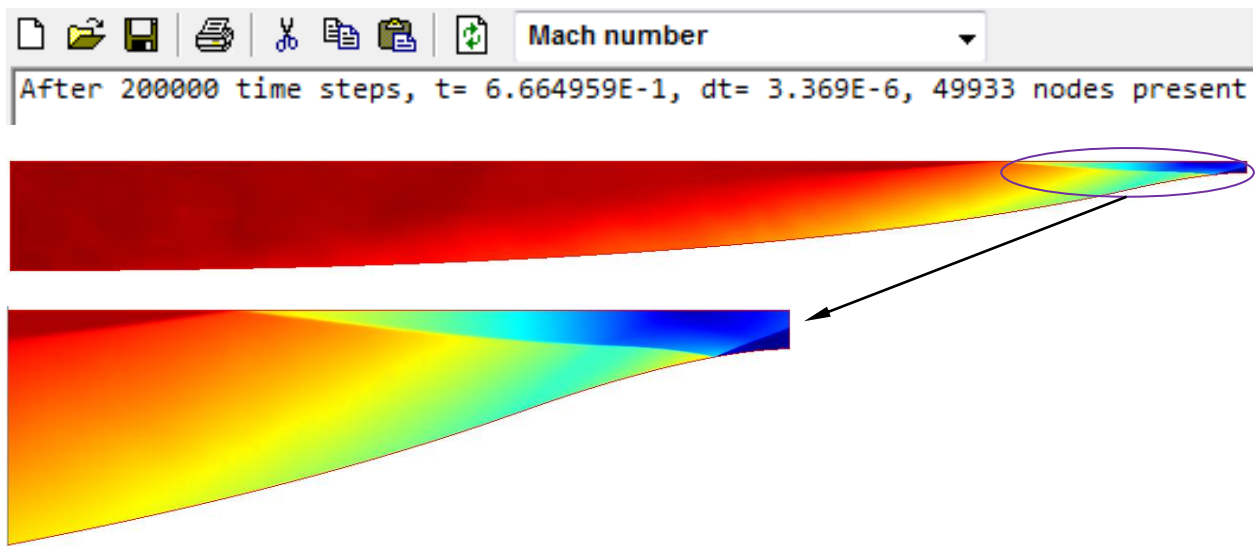 Mach number
After 200000 time steps, t= 6.664959E-1, dt= 3.369E-6, 49933 nodes present